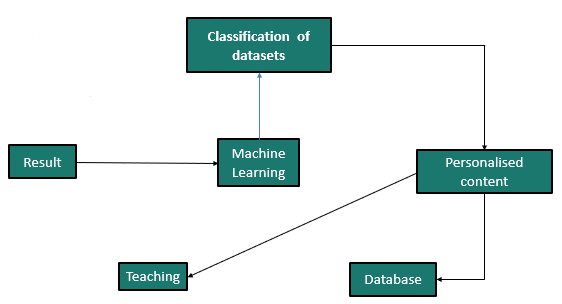 Classification of
datasets
Result
Machine
Learning
Personalised
content
Teaching
Database